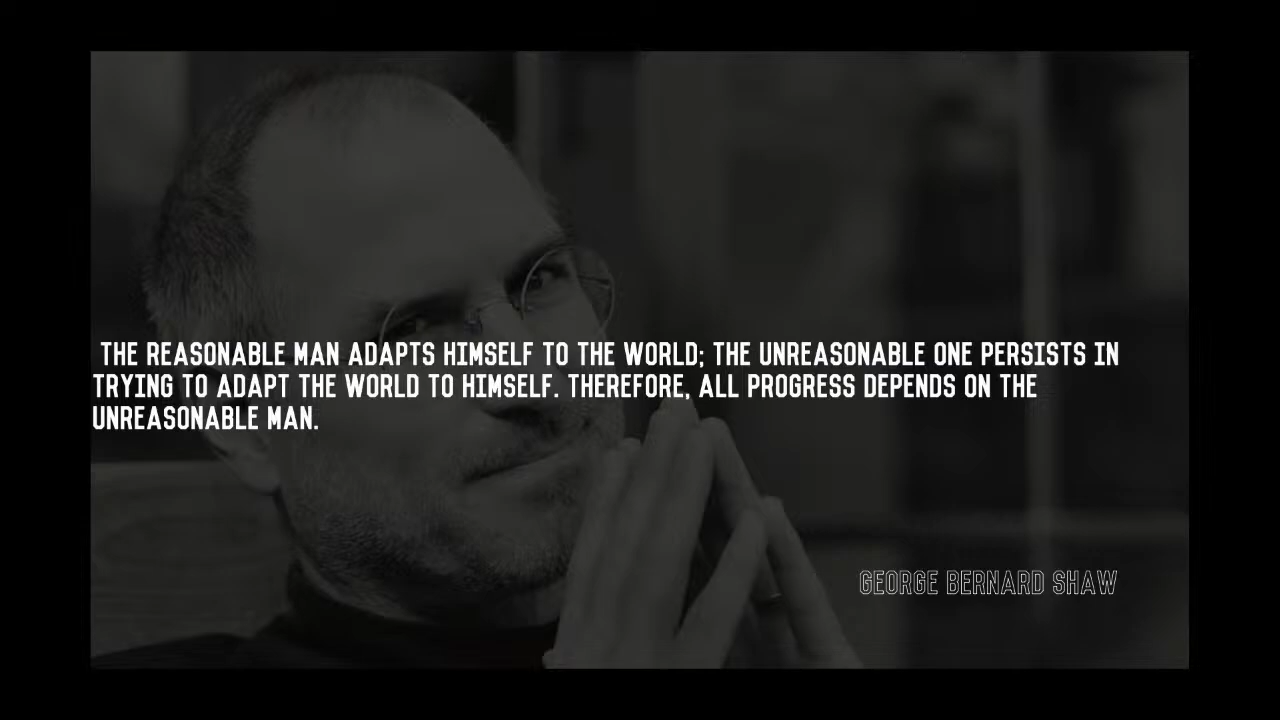 THE REASONABLE MAN ADAPTS HIMSELF TO THE WORLD; THE UNREASONABLE ONE PERSISTS IN
TRYING TO ADAPT THE WORLD TO HIMSELF. THEREFORE, ALL PROGRESS DEPENDS ON THE
UNREASONABLE MAN.
GEORGE BERNARD SHAW